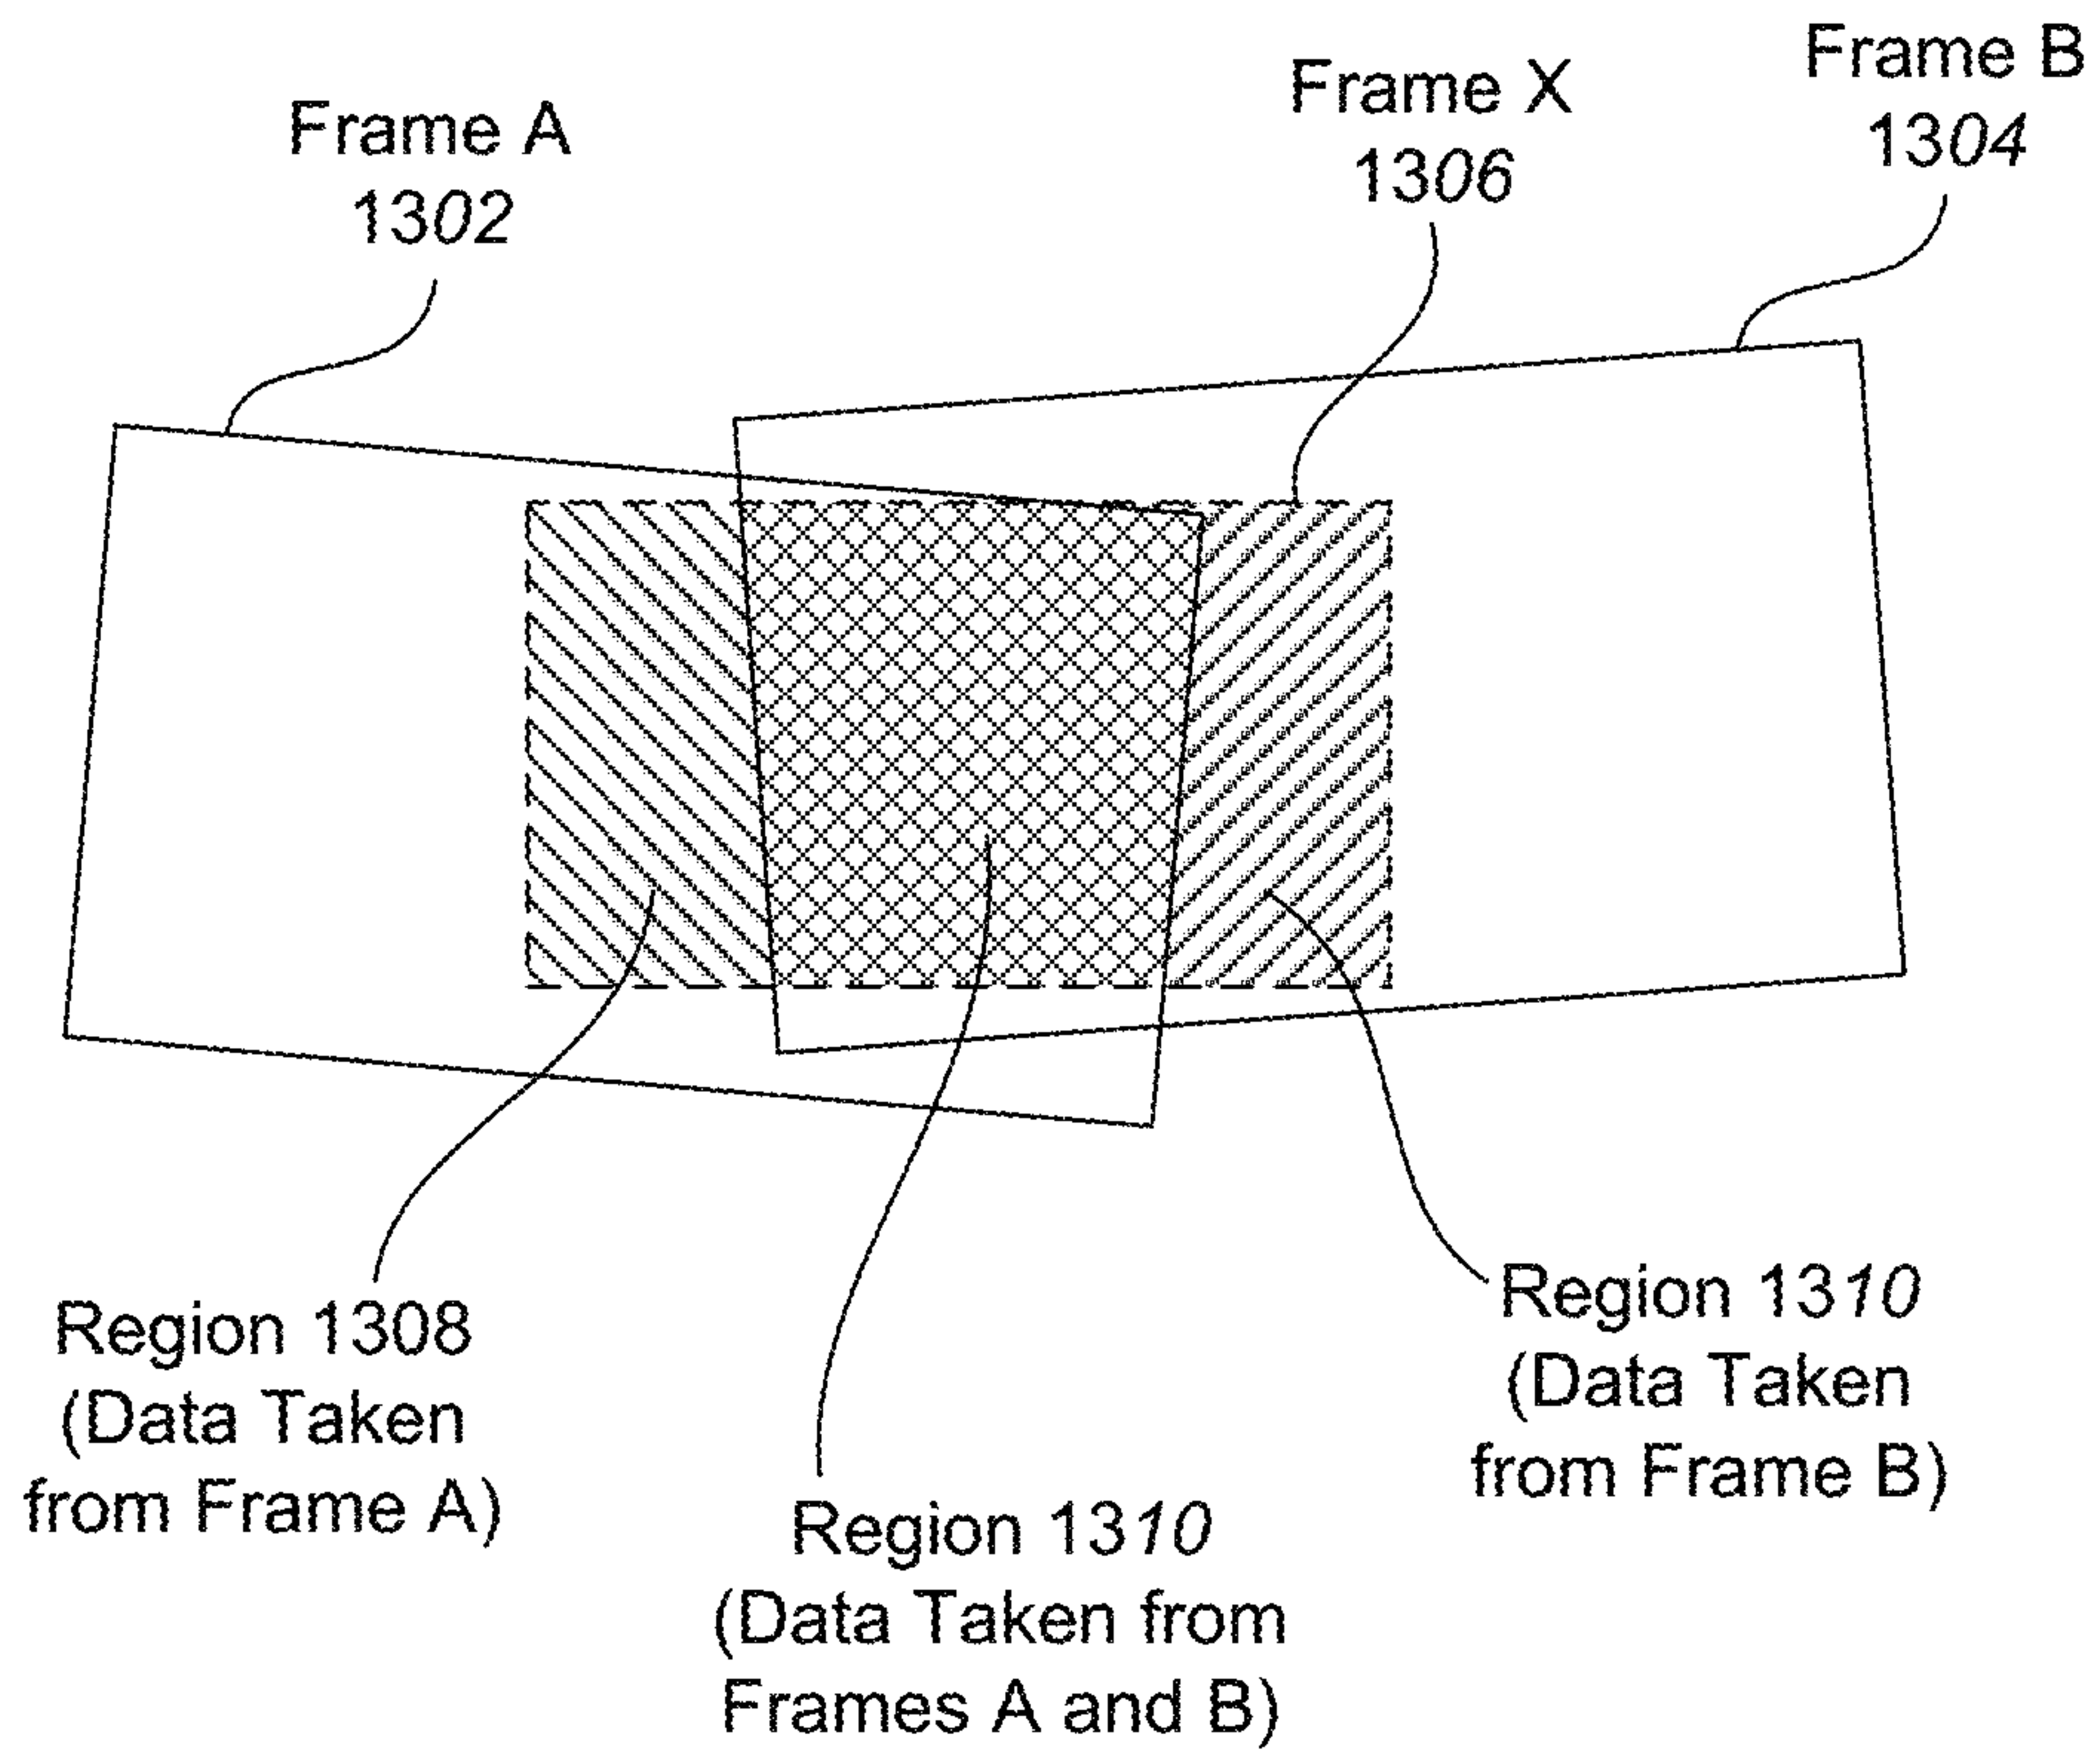 Frame A
1302
Frame X
1306
Frame B
1304
Region 1308
(Data Taken
from Frame A)
Region 1310
(Data Taken from
Frames A and B)
Region 1310
(Data Taken
from Frame B)